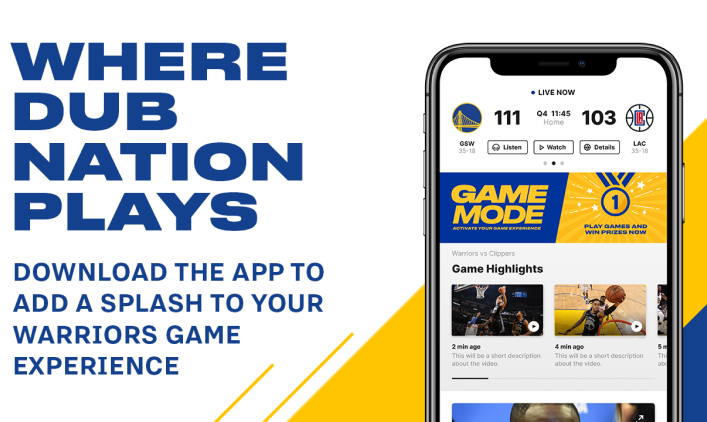 WHERE
DUB
NATION
PLAYS
DOWNLOAD THE APP TO
ADD A SPLASH TO YOUR
WARRIORS GAME
EXPERIENCE
LIVE NOW
111 Q4 11:45 103
Home
GSW LAC
35-18 35-18
Listen Watch Details
GAME
MODE
ACTIVATE YOUR GAME EXPERIENCE
1
PLAY GAMES AND
WIN PRIZES NOW
Warriors vs Clippers
Game Highlights
2 min ago 4 min ago 5 m
This will be a short description This will be a short description This
about the video. about the video.